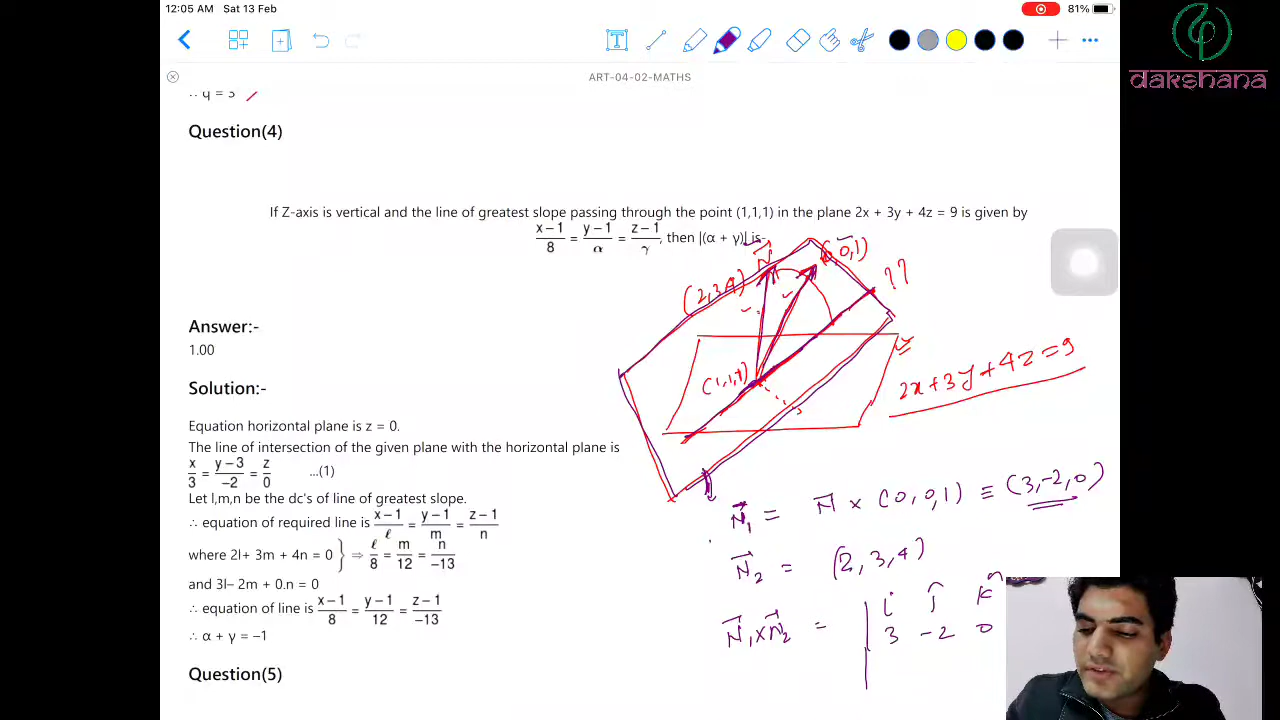 12:05 AM Sat 13 Feb
81%
dakshana
ART-04-02-MATHS
∴ γ = 3
Question(4)
If Z-axis is vertical and the line of greatest slope passing through the point (1,1,1) in the plane 2x + 3y + 4z = 9 is given by
x−1/8 = y−1/α = z−1/γ, then |(α + γ)| is-
N
0,1)
(2,3,4)
??
(1,1,1)
2x+3y+4z=9
Answer:-
1.00
Solution:-
Equation horizontal plane is z = 0.
The line of intersection of the given plane with the horizontal plane is
x/3 = y−3/−2 = z/0 ...(1)
Let l,m,n be the dc's of line of greatest slope.
∴ equation of required line is x−1/ℓ = y−1/m = z−1/n
where 2l+ 3m + 4n = 0 } ⇒ ℓ/8 = m/12 = n/−13
and 3l– 2m + 0.n = 0
∴ equation of line is x−1/8 = y−1/12 = z−1/−13
∴ α + γ = –1
N₁ = N × (0,0,1) ≡ (3,-2,0)
N₂ = (2,3,4)
N₁×N₂ = | i j k
3 -2 0
Question(5)